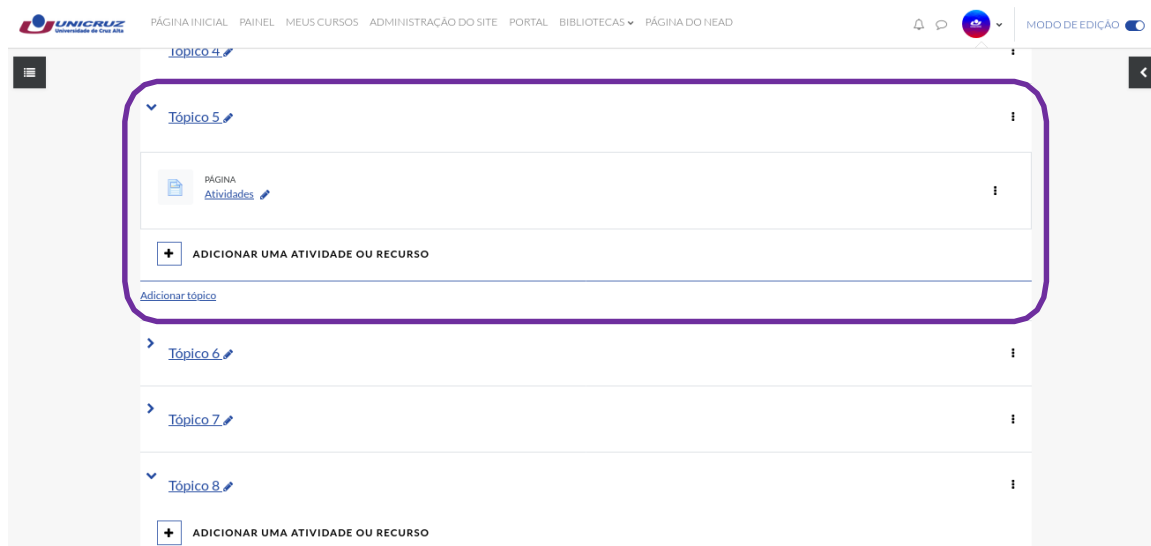 UNICRUZ
Universidade de Cruz Alta
PÁGINA INICIAL PAINEL MEUS CURSOS ADMINISTRAÇÃO DO SITE PORTAL BIBLIOTECAS PÁGINA DO NEAD
MODO DE EDIÇÃO
Tópico 4
Tópico 5
PÁGINA
Atividades
ADICIONAR UMA ATIVIDADE OU RECURSO
Adicionar tópico
Tópico 6
Tópico 7
Tópico 8
ADICIONAR UMA ATIVIDADE OU RECURSO